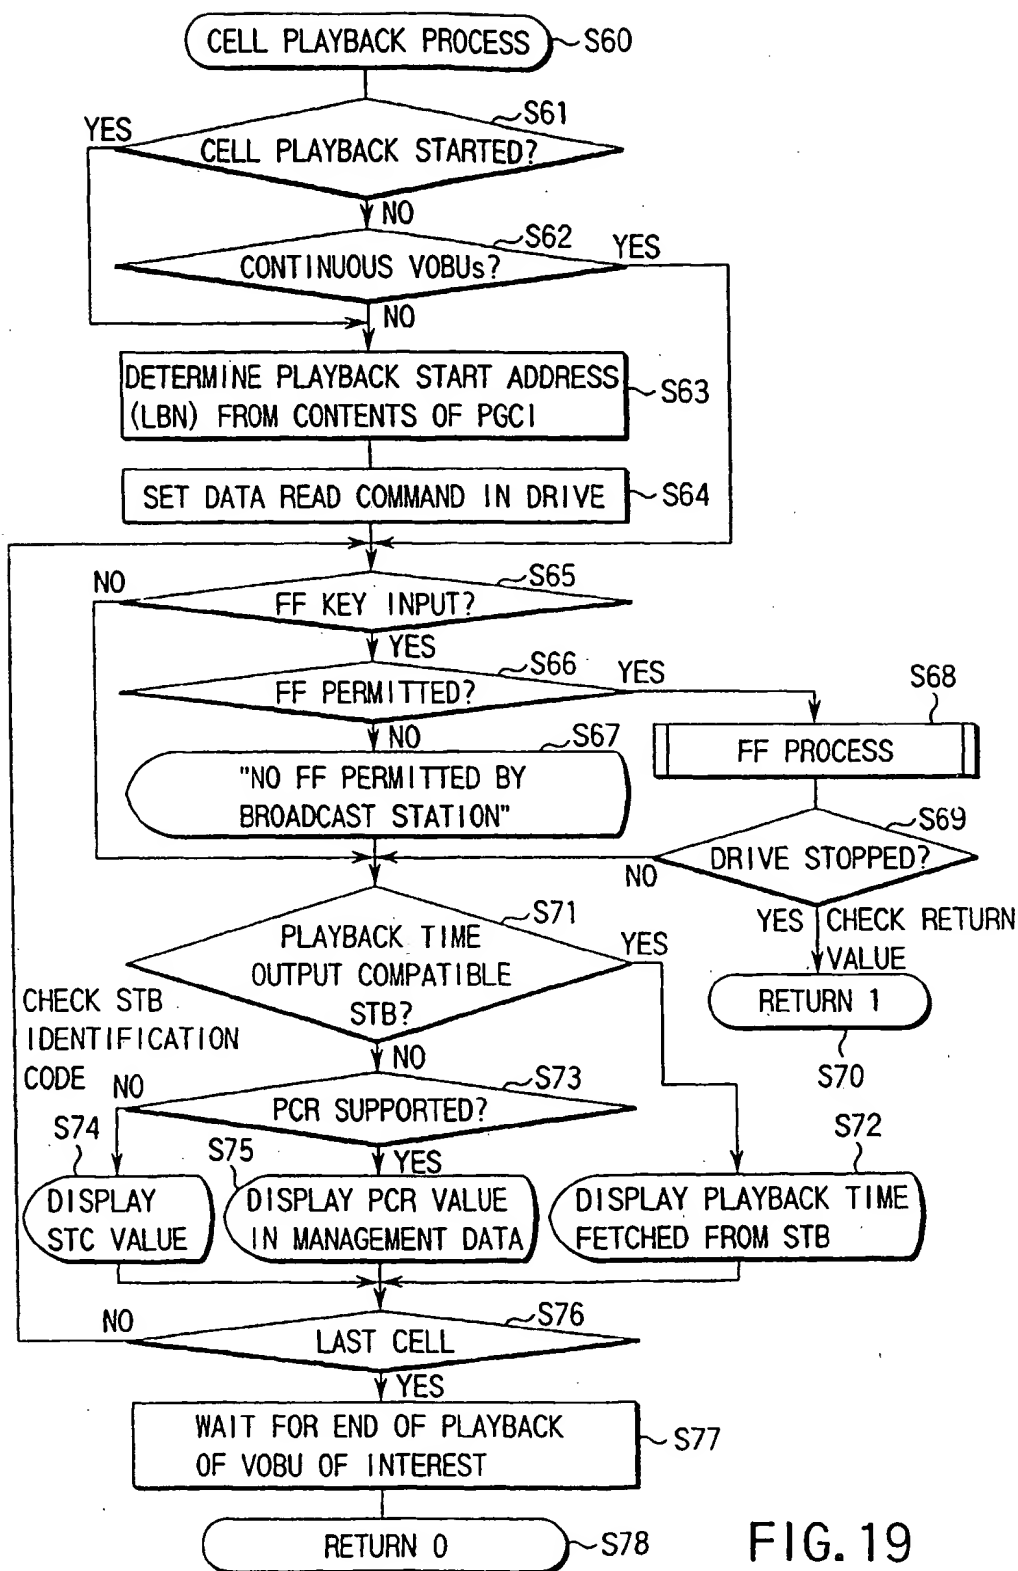 CELL PLAYBACK PROCESS
S60
S61
YES
CELL PLAYBACK STARTED?
NO
S62
YES
CONTINUOUS VOBUs?
NO
DETERMINE PLAYBACK START ADDRESS
(LBN) FROM CONTENTS OF PGCI
S63
SET DATA READ COMMAND IN DRIVE
S64
NO
S65
FF KEY INPUT?
YES
S66
YES
S68
FF PERMITTED?
NO
S67
FF PROCESS
"NO FF PERMITTED BY
BROADCAST STATION"
S69
DRIVE STOPPED?
NO
S71
YES
CHECK RETURN
VALUE
PLAYBACK TIME
OUTPUT COMPATIBLE
STB?
YES
RETURN 1
S70
CHECK STB
IDENTIFICATION
CODE
NO
NO
S73
PCR SUPPORTED?
S74
S75
YES
S72
DISPLAY
STC VALUE
DISPLAY PCR VALUE
IN MANAGEMENT DATA
DISPLAY PLAYBACK TIME
FETCHED FROM STB
NO
S76
LAST CELL
YES
WAIT FOR END OF PLAYBACK
OF VOBU OF INTEREST
S77
RETURN 0
S78
FIG. 19